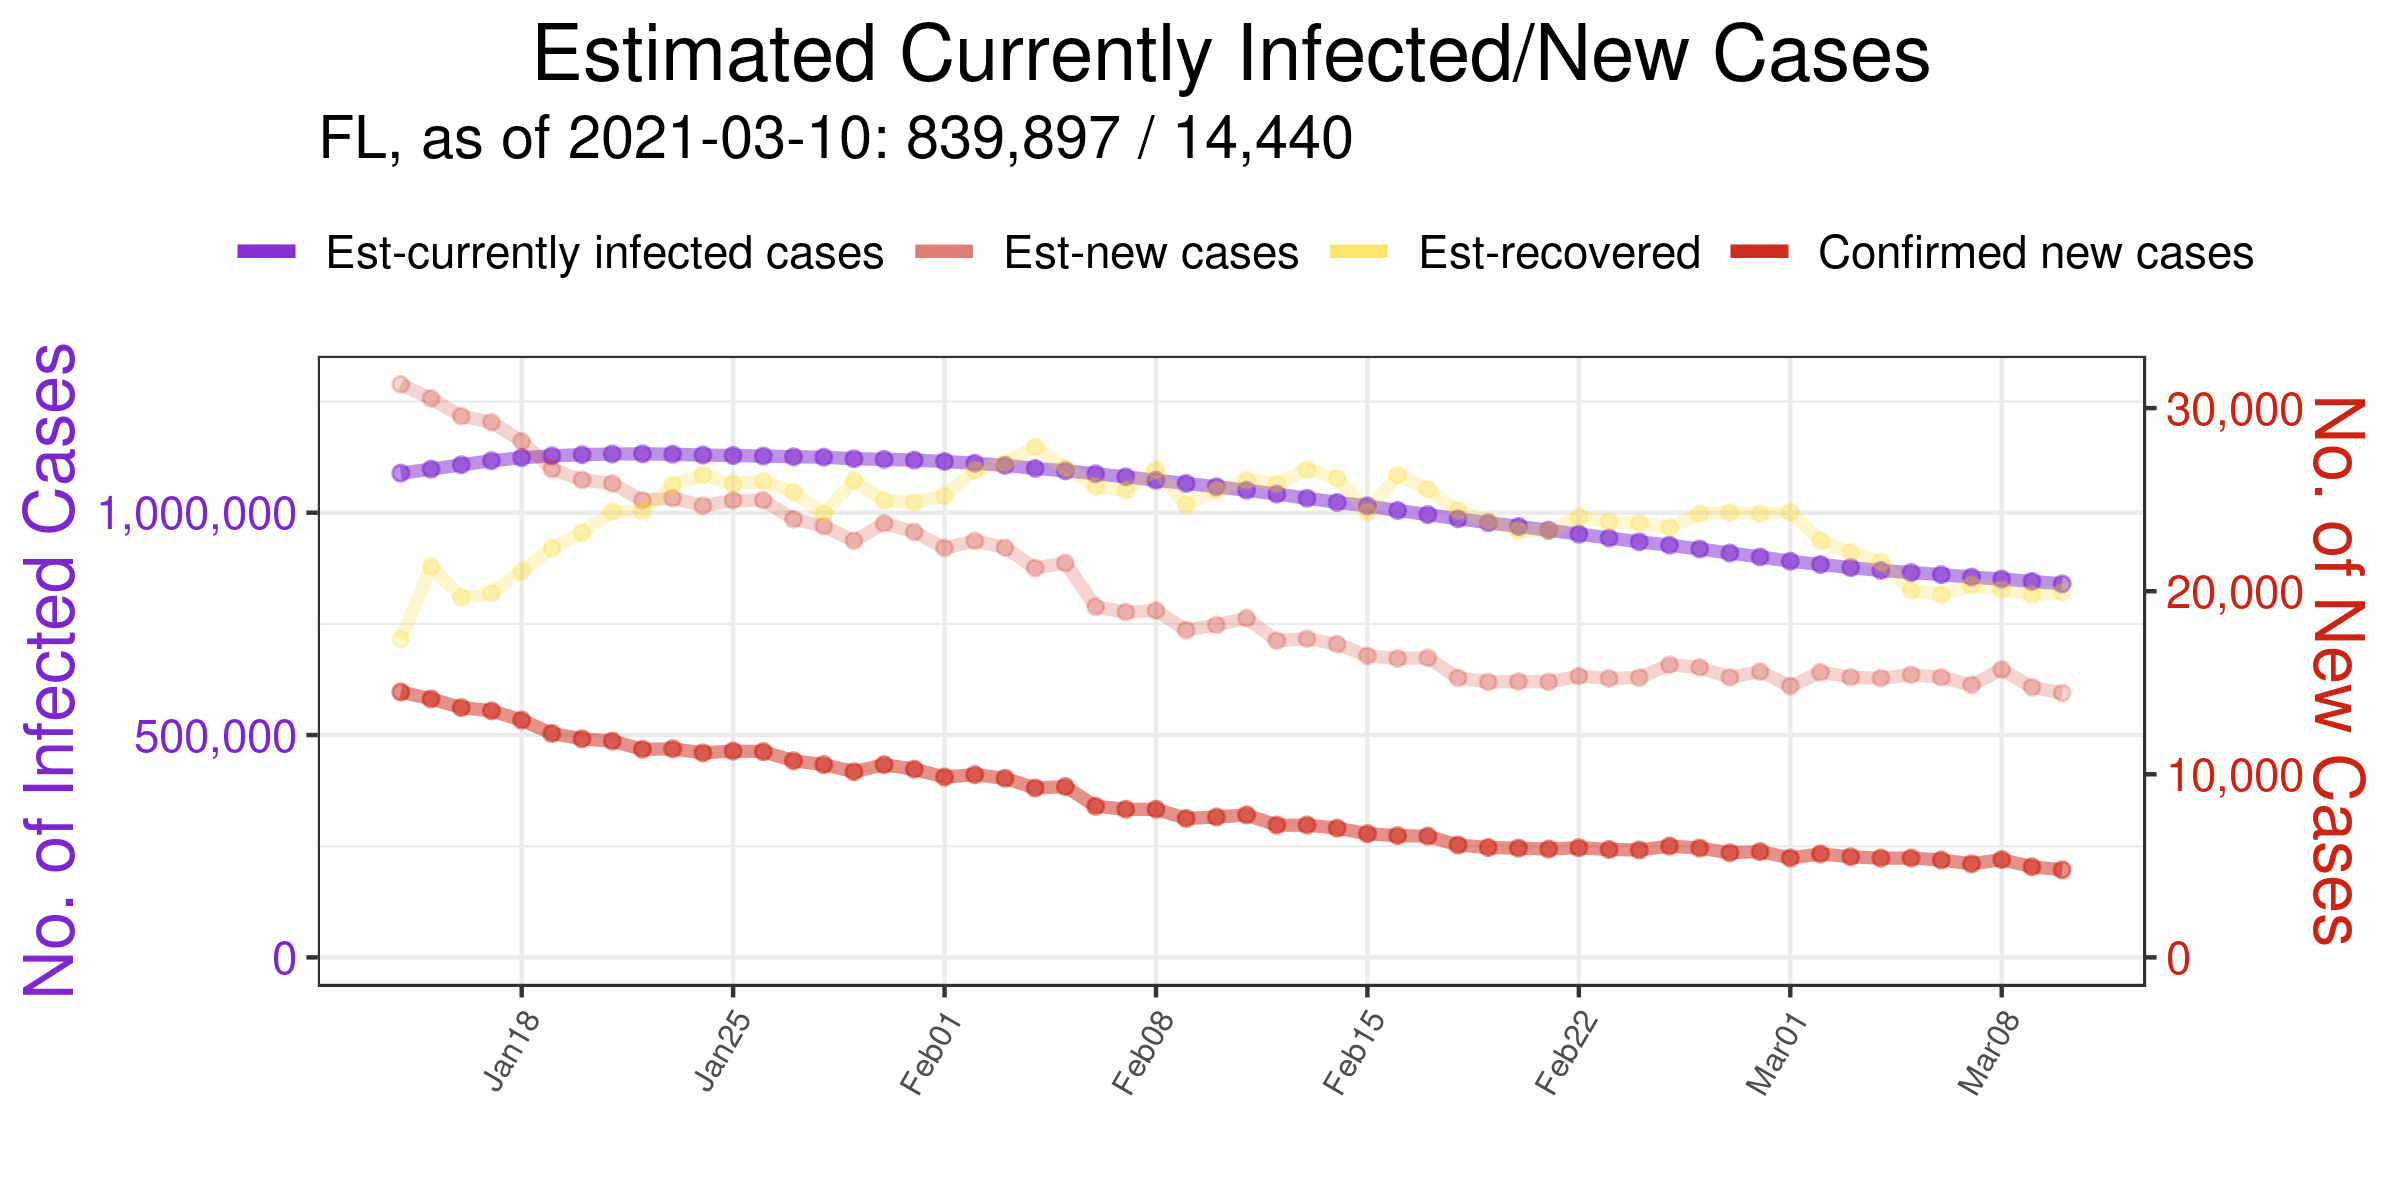 Estimated Currently Infected/New Cases
FL, as of 2021-03-10: 839,897 / 14,440
Est-currently infected cases Est-new cases Est-recovered Confirmed new cases
No. of Infected Cases
1,000,000
500,000
0
30,000
20,000
10,000
0
No. of New Cases
Jan18 Jan25 Feb01 Feb08 Feb15 Feb22 Mar01 Mar08